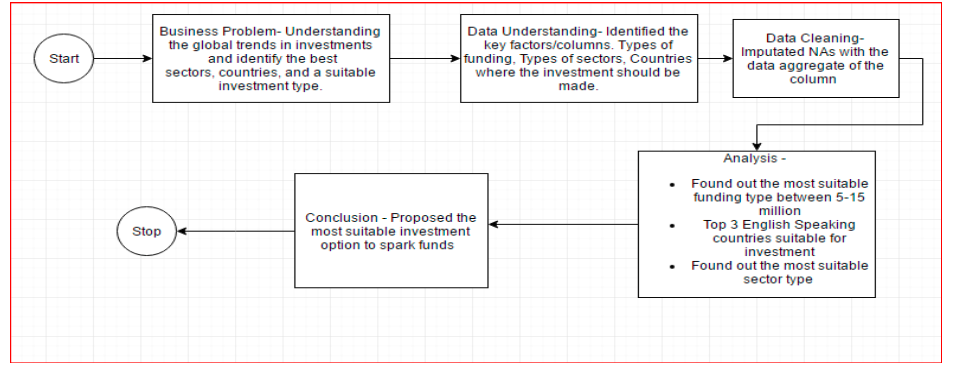 Start
Business Problem- Understanding
the global trends in investments
and identify the best
sectors, countries, and a suitable
investment type.
Data Understanding- Identified the
key factors/columns. Types of
funding, Types of sectors, Countries
where the investment should be
made.
Data Cleaning-
Imputated NAs with the
data aggregate of the
column
Analysis -
• Found out the most suitable
funding type between 5-15
million
• Top 3 English Speaking
countries suitable for
investment
• Found out the most suitable
sector type
Conclusion - Proposed the
most suitable investment
option to spark funds
Stop